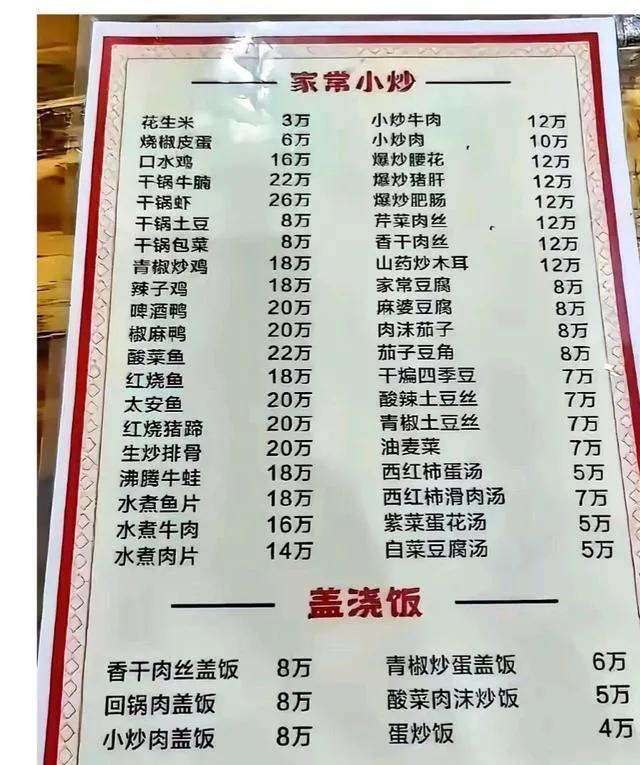 家常小炒
花生米 3万 小炒牛肉 12万
烧椒皮蛋 6万 小炒肉 10万
口水鸡 16万 爆炒腰花 12万
干锅牛腩 22万 爆炒猪肝 12万
干锅虾 26万 爆炒肥肠 12万
干锅土豆 8万 芹菜肉丝 12万
干锅包菜 8万 香干肉丝 12万
青椒炒鸡 18万 山药炒木耳 12万
辣子鸡 18万 家常豆腐 8万
啤酒鸭 20万 麻婆豆腐 8万
椒麻鸭 20万 肉沫茄子 8万
酸菜鱼 22万 茄子豆角 8万
红烧鱼 18万 干煸四季豆 7万
太安鱼 20万 酸辣土豆丝 7万
红烧猪蹄 20万 青椒土豆丝 7万
生炒排骨 20万 油麦菜 7万
沸腾牛蛙 18万 西红柿蛋汤 5万
水煮鱼片 18万 西红柿滑肉汤 7万
水煮牛肉 16万 紫菜蛋花汤 5万
水煮肉片 14万 白菜豆腐汤 5万
盖浇饭
香干肉丝盖饭 8万 青椒炒蛋盖饭 6万
回锅肉盖饭 8万 酸菜肉沫炒饭 5万
小炒肉盖饭 8万 蛋炒饭 4万